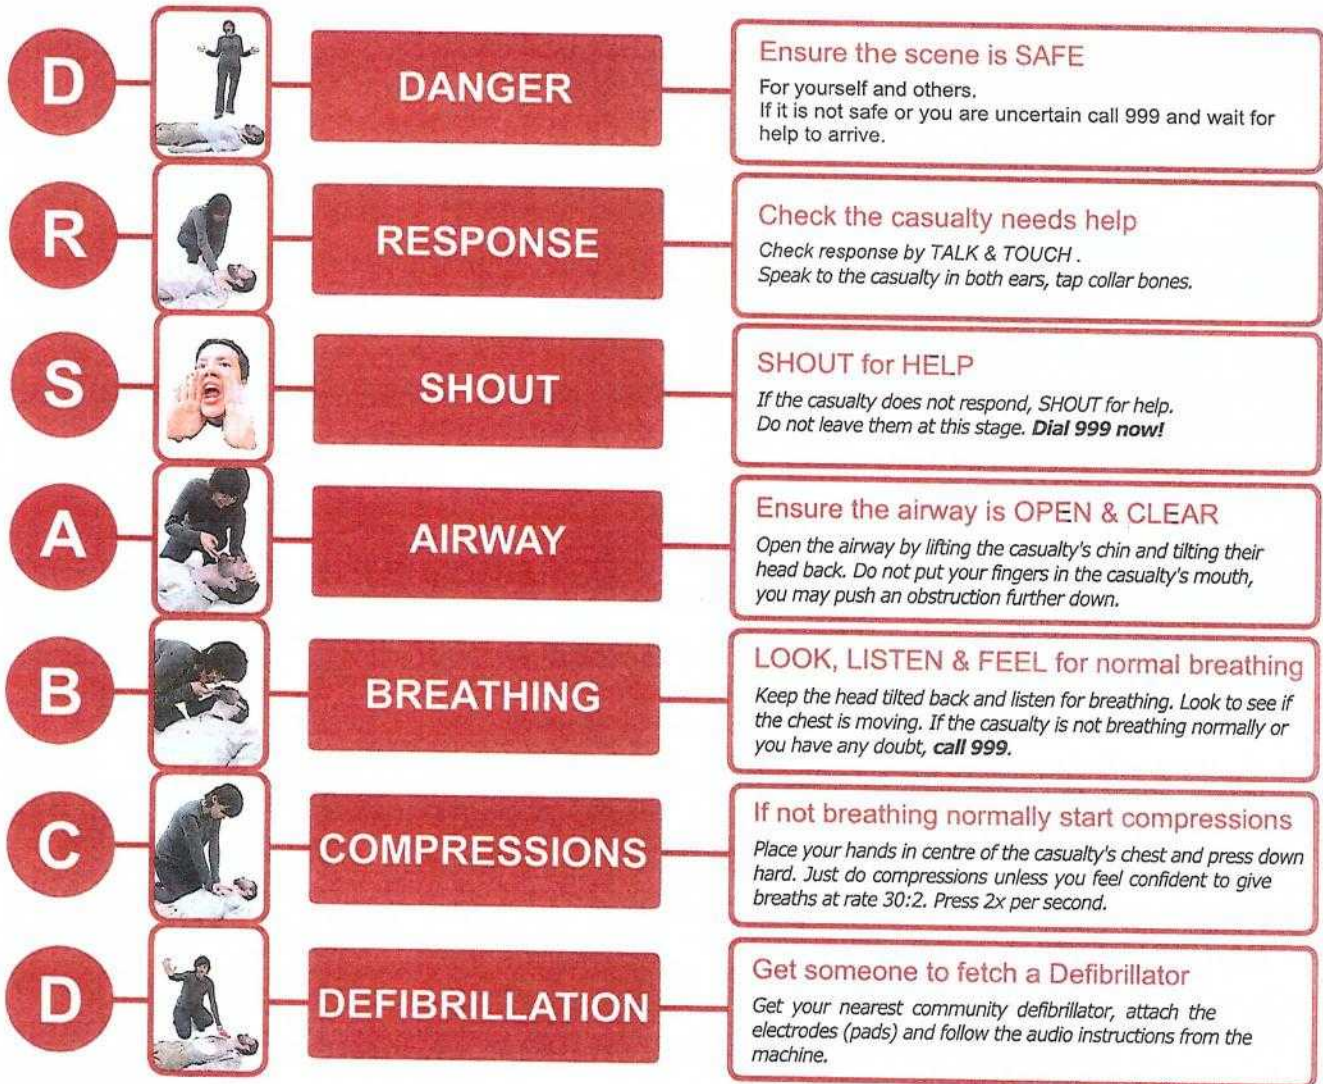 D
DANGER
Ensure the scene is SAFE
For yourself and others.
If it is not safe or you are uncertain call 999 and wait for
help to arrive.
R
RESPONSE
Check the casualty needs help
Check response by TALK & TOUCH .
Speak to the casualty in both ears, tap collar bones.
S
SHOUT
SHOUT for HELP
If the casualty does not respond, SHOUT for help.
Do not leave them at this stage. Dial 999 now!
A
AIRWAY
Ensure the airway is OPEN & CLEAR
Open the airway by lifting the casualty's chin and tilting their
head back. Do not put your fingers in the casualty's mouth,
you may push an obstruction further down.
B
BREATHING
LOOK, LISTEN & FEEL for normal breathing
Keep the head tilted back and listen for breathing. Look to see if
the chest is moving. If the casualty is not breathing normally or
you have any doubt, call 999.
C
COMPRESSIONS
If not breathing normally start compressions
Place your hands in centre of the casualty's chest and press down
hard. Just do compressions unless you feel confident to give
breaths at rate 30:2. Press 2x per second.
D
DEFIBRILLATION
Get someone to fetch a Defibrillator
Get your nearest community defibrillator, attach the
electrodes (pads) and follow the audio instructions from the
machine.